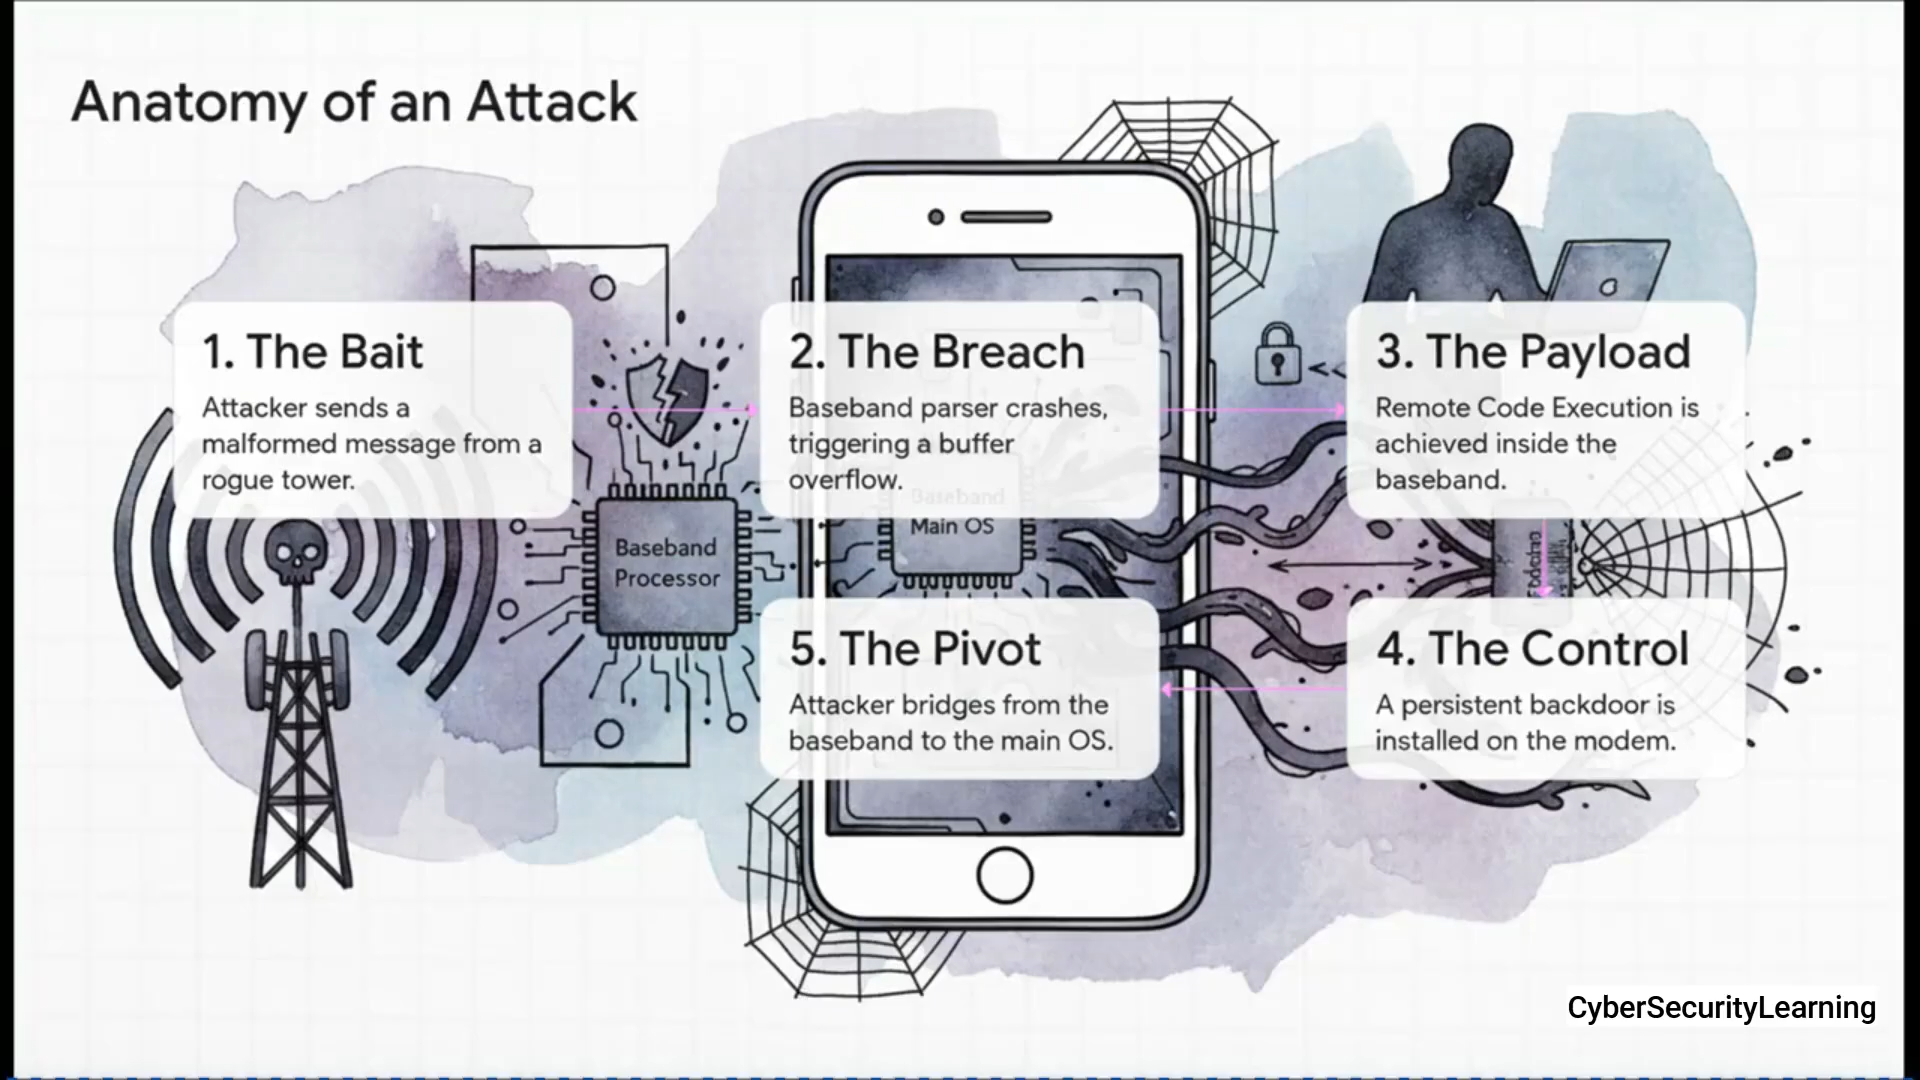 Anatomy of an Attack
1. The Bait
Attacker sends a
malformed message from a
rogue tower.
2. The Breach
Baseband parser crashes,
triggering a buffer
overflow.
3. The Payload
Remote Code Execution is
achieved inside the
baseband.
Baseband
Processor
Baseband
Main OS
5. The Pivot
Attacker bridges from the
baseband to the main OS.
4. The Control
A persistent backdoor is
installed on the modem.
CyberSecurityLearning